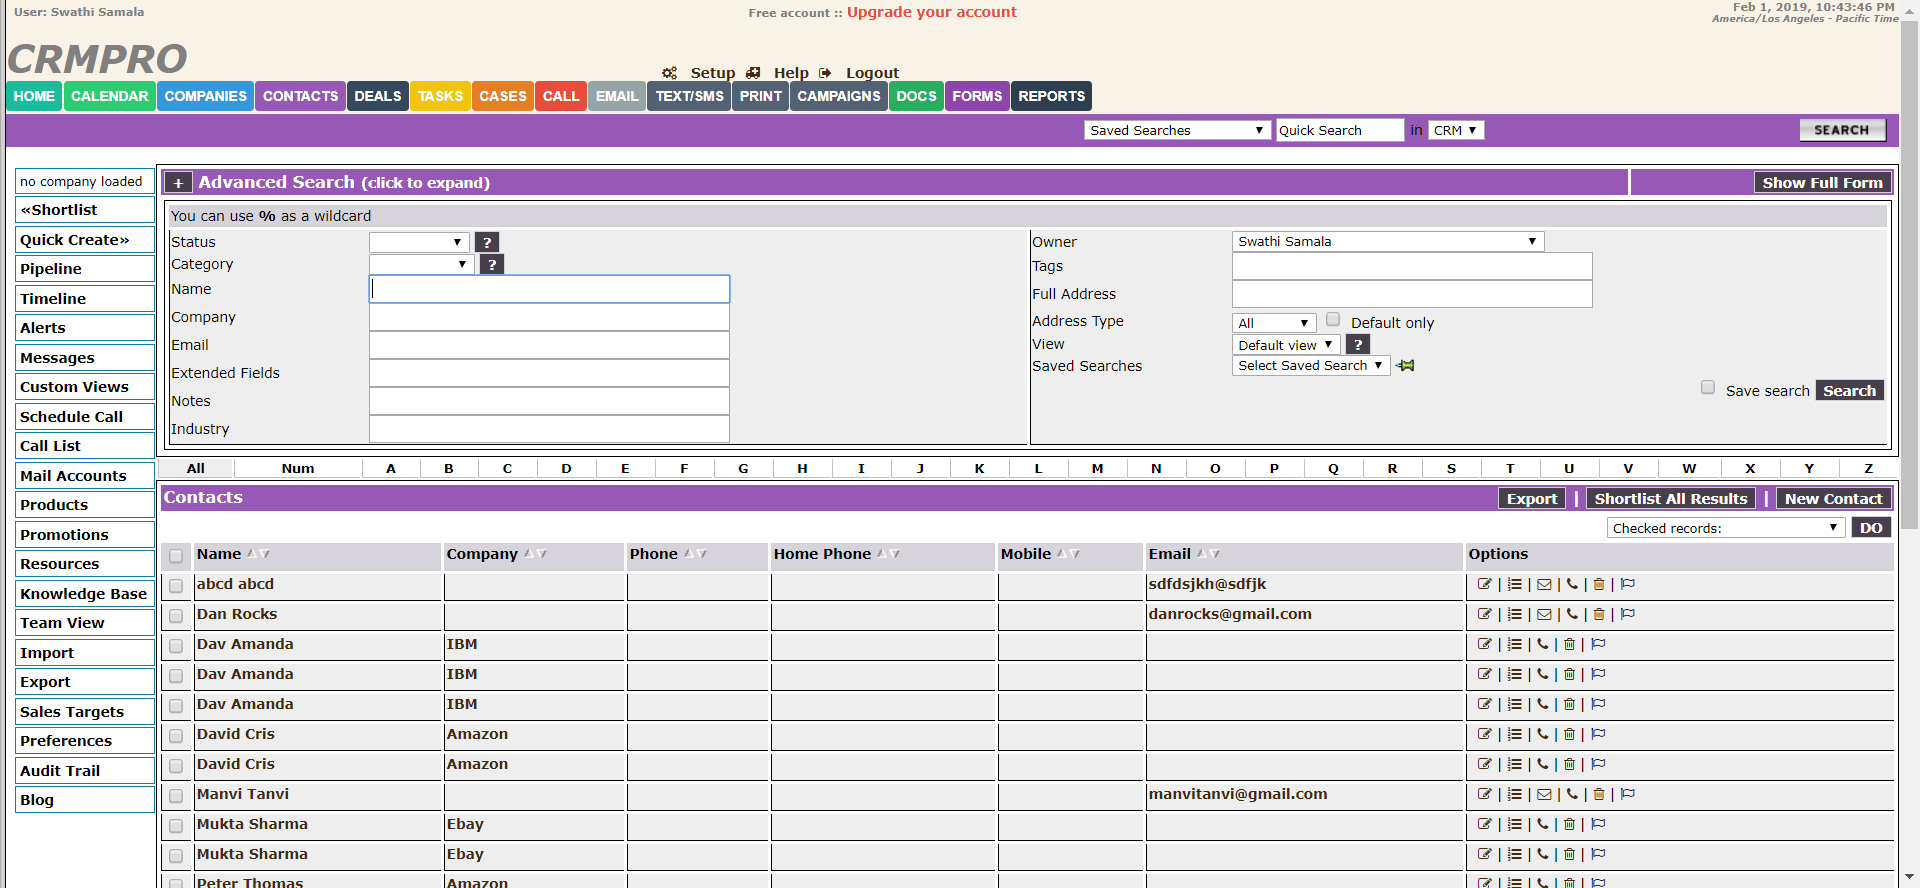 User: Swathi Samala
Free account :: Upgrade your account
Feb 1, 2019, 10:43:46 PM
America/Los Angeles - Pacific Time
CRMPRO
Setup Help Logout
HOME CALENDAR COMPANIES CONTACTS DEALS TASKS CASES CALL EMAIL TEXT/SMS PRINT CAMPAIGNS DOCS FORMS REPORTS
Saved Searches Quick Search in CRM SEARCH
no company loaded
«Shortlist
Quick Create»
Pipeline
Timeline
Alerts
Messages
Custom Views
Schedule Call
Call List
Mail Accounts
Products
Promotions
Resources
Knowledge Base
Team View
Import
Export
Sales Targets
Preferences
Audit Trail
Blog
+ Advanced Search (click to expand) Show Full Form
You can use % as a wildcard
Status ?
Category ?
Name
Company
Email
Extended Fields
Notes
Industry
Owner Swathi Samala
Tags
Full Address
Address Type All Default only
View Default view ?
Saved Searches Select Saved Search
Save search Search
All Num A B C D E F G H I J K L M N O P Q R S T U V W X Y Z
Contacts Export | Shortlist All Results | New Contact
Checked records: DO
Name Company Phone Home Phone Mobile Email Options
abcd abcd sdfdsjkh@sdfjk | | | | |
Dan Rocks danrocks@gmail.com | | | | |
Dav Amanda IBM | | | |
Dav Amanda IBM | | | |
Dav Amanda IBM | | | |
David Cris Amazon | | | |
David Cris Amazon | | | |
Manvi Tanvi manvitanvi@gmail.com | | | | |
Mukta Sharma Ebay | | | |
Mukta Sharma Ebay | | | |
Peter Thomas Amazon | | | |